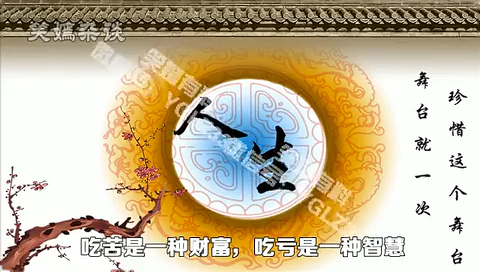 笑嫣杂谈
人生
珍惜这个舞台
舞台就一次
吃苦是一种财富，吃亏是一种智慧